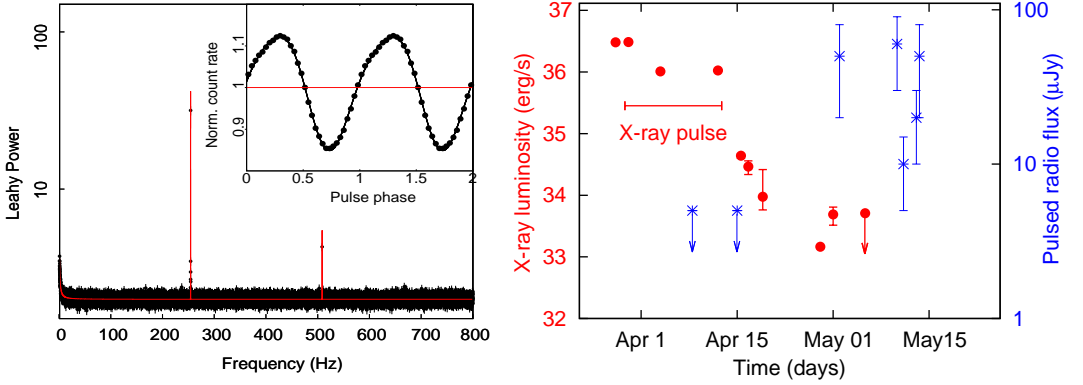 100
10
Leahy Power
0 100 200 300 400 500 600 700 800
Frequency (Hz)
1.1
1
0.9
Norm. count rate
0 0.5 1 1.5 2
Pulse phase
37
36
35
34
33
32
X-ray luminosity (erg/s)
X-ray pulse
Apr 1 Apr 15 May 01 May15
Time (days)
100
10
1
Pulsed radio flux (μJy)